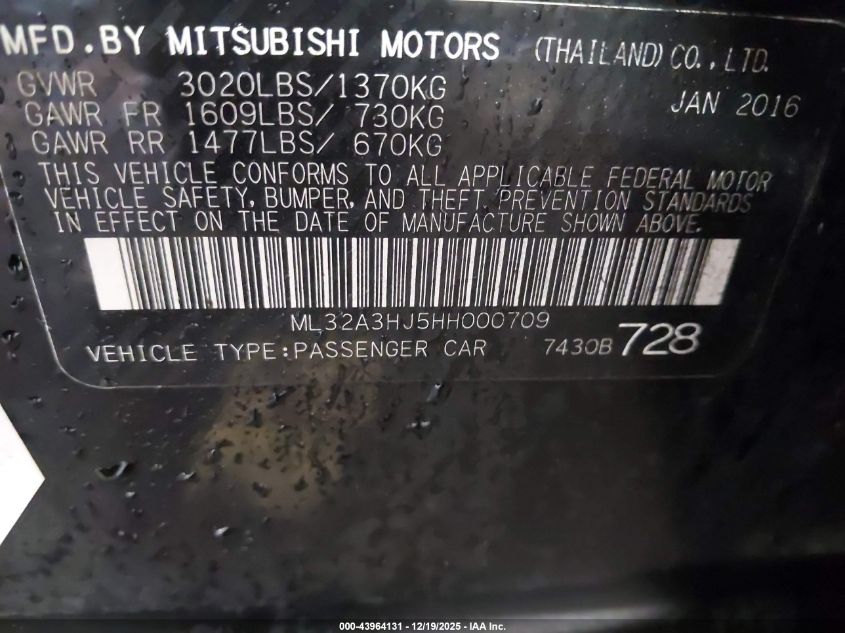 MFD.BY MITSUBISHI MOTORS (THAILAND) CO., LTD.
GVWR 3020LBS/1370KG JAN 2016
GAWR FR 1609LBS/ 730KG
GAWR RR 1477LBS/ 670KG
THIS VEHICLE CONFORMS TO ALL APPLICABLE FEDERAL MOTOR
VEHICLE SAFETY, BUMPER, AND THEFT PREVENTION STANDARDS
IN EFFECT ON THE DATE OF MANUFACTURE SHOWN ABOVE.
ML32A3HJ5HH000709
VEHICLE TYPE:PASSENGER CAR 7430B 728
000-43964131 - 12/19/2025 - IAA Inc.